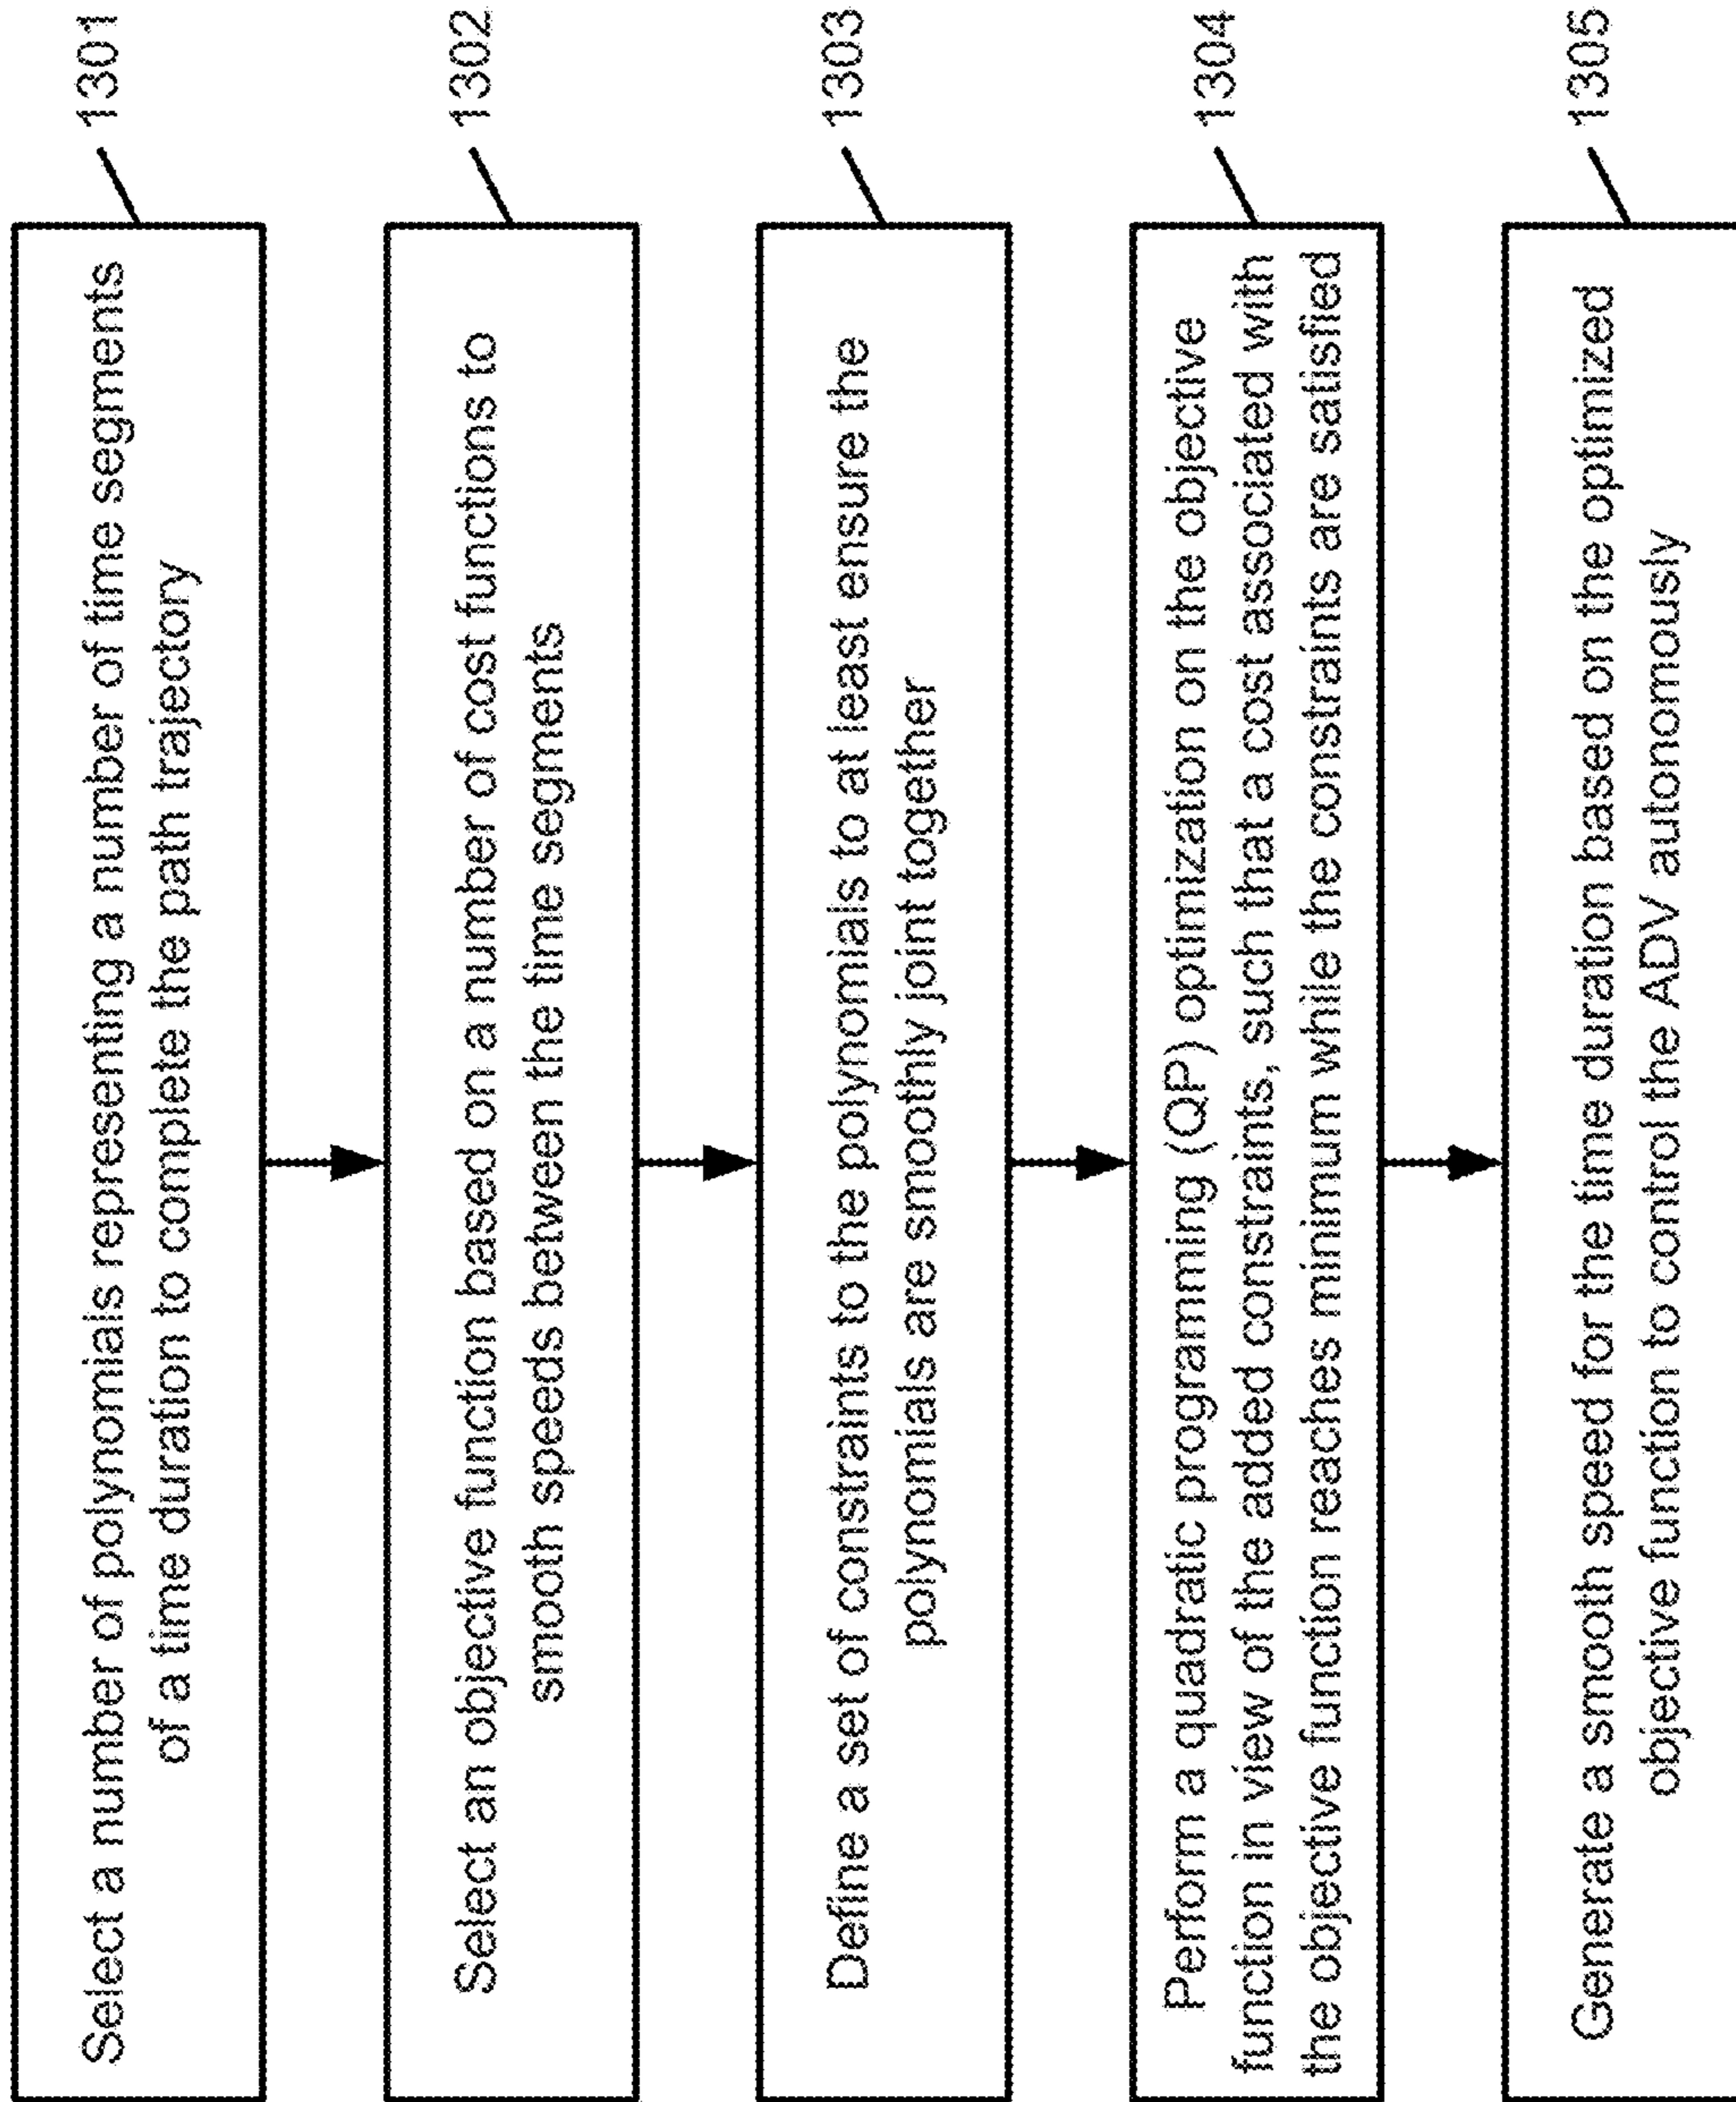 Select a number of polynomials representing a number of time segments
of a time duration to complete the path trajectory
1301
Select an objective function based on a number of cost functions to
smooth speeds between the time segments
1302
Define a set of constraints to the polynomials to at least ensure the
polynomials are smoothly joint together
1303
Perform a quadratic programming (QP) optimization on the objective
function in view of the added constraints, such that a cost associated with
the objective function reaches minimum while the constraints are satisfied
1304
Generate a smooth speed for the time duration based on the optimized
objective function to control the ADV autonomously
1305